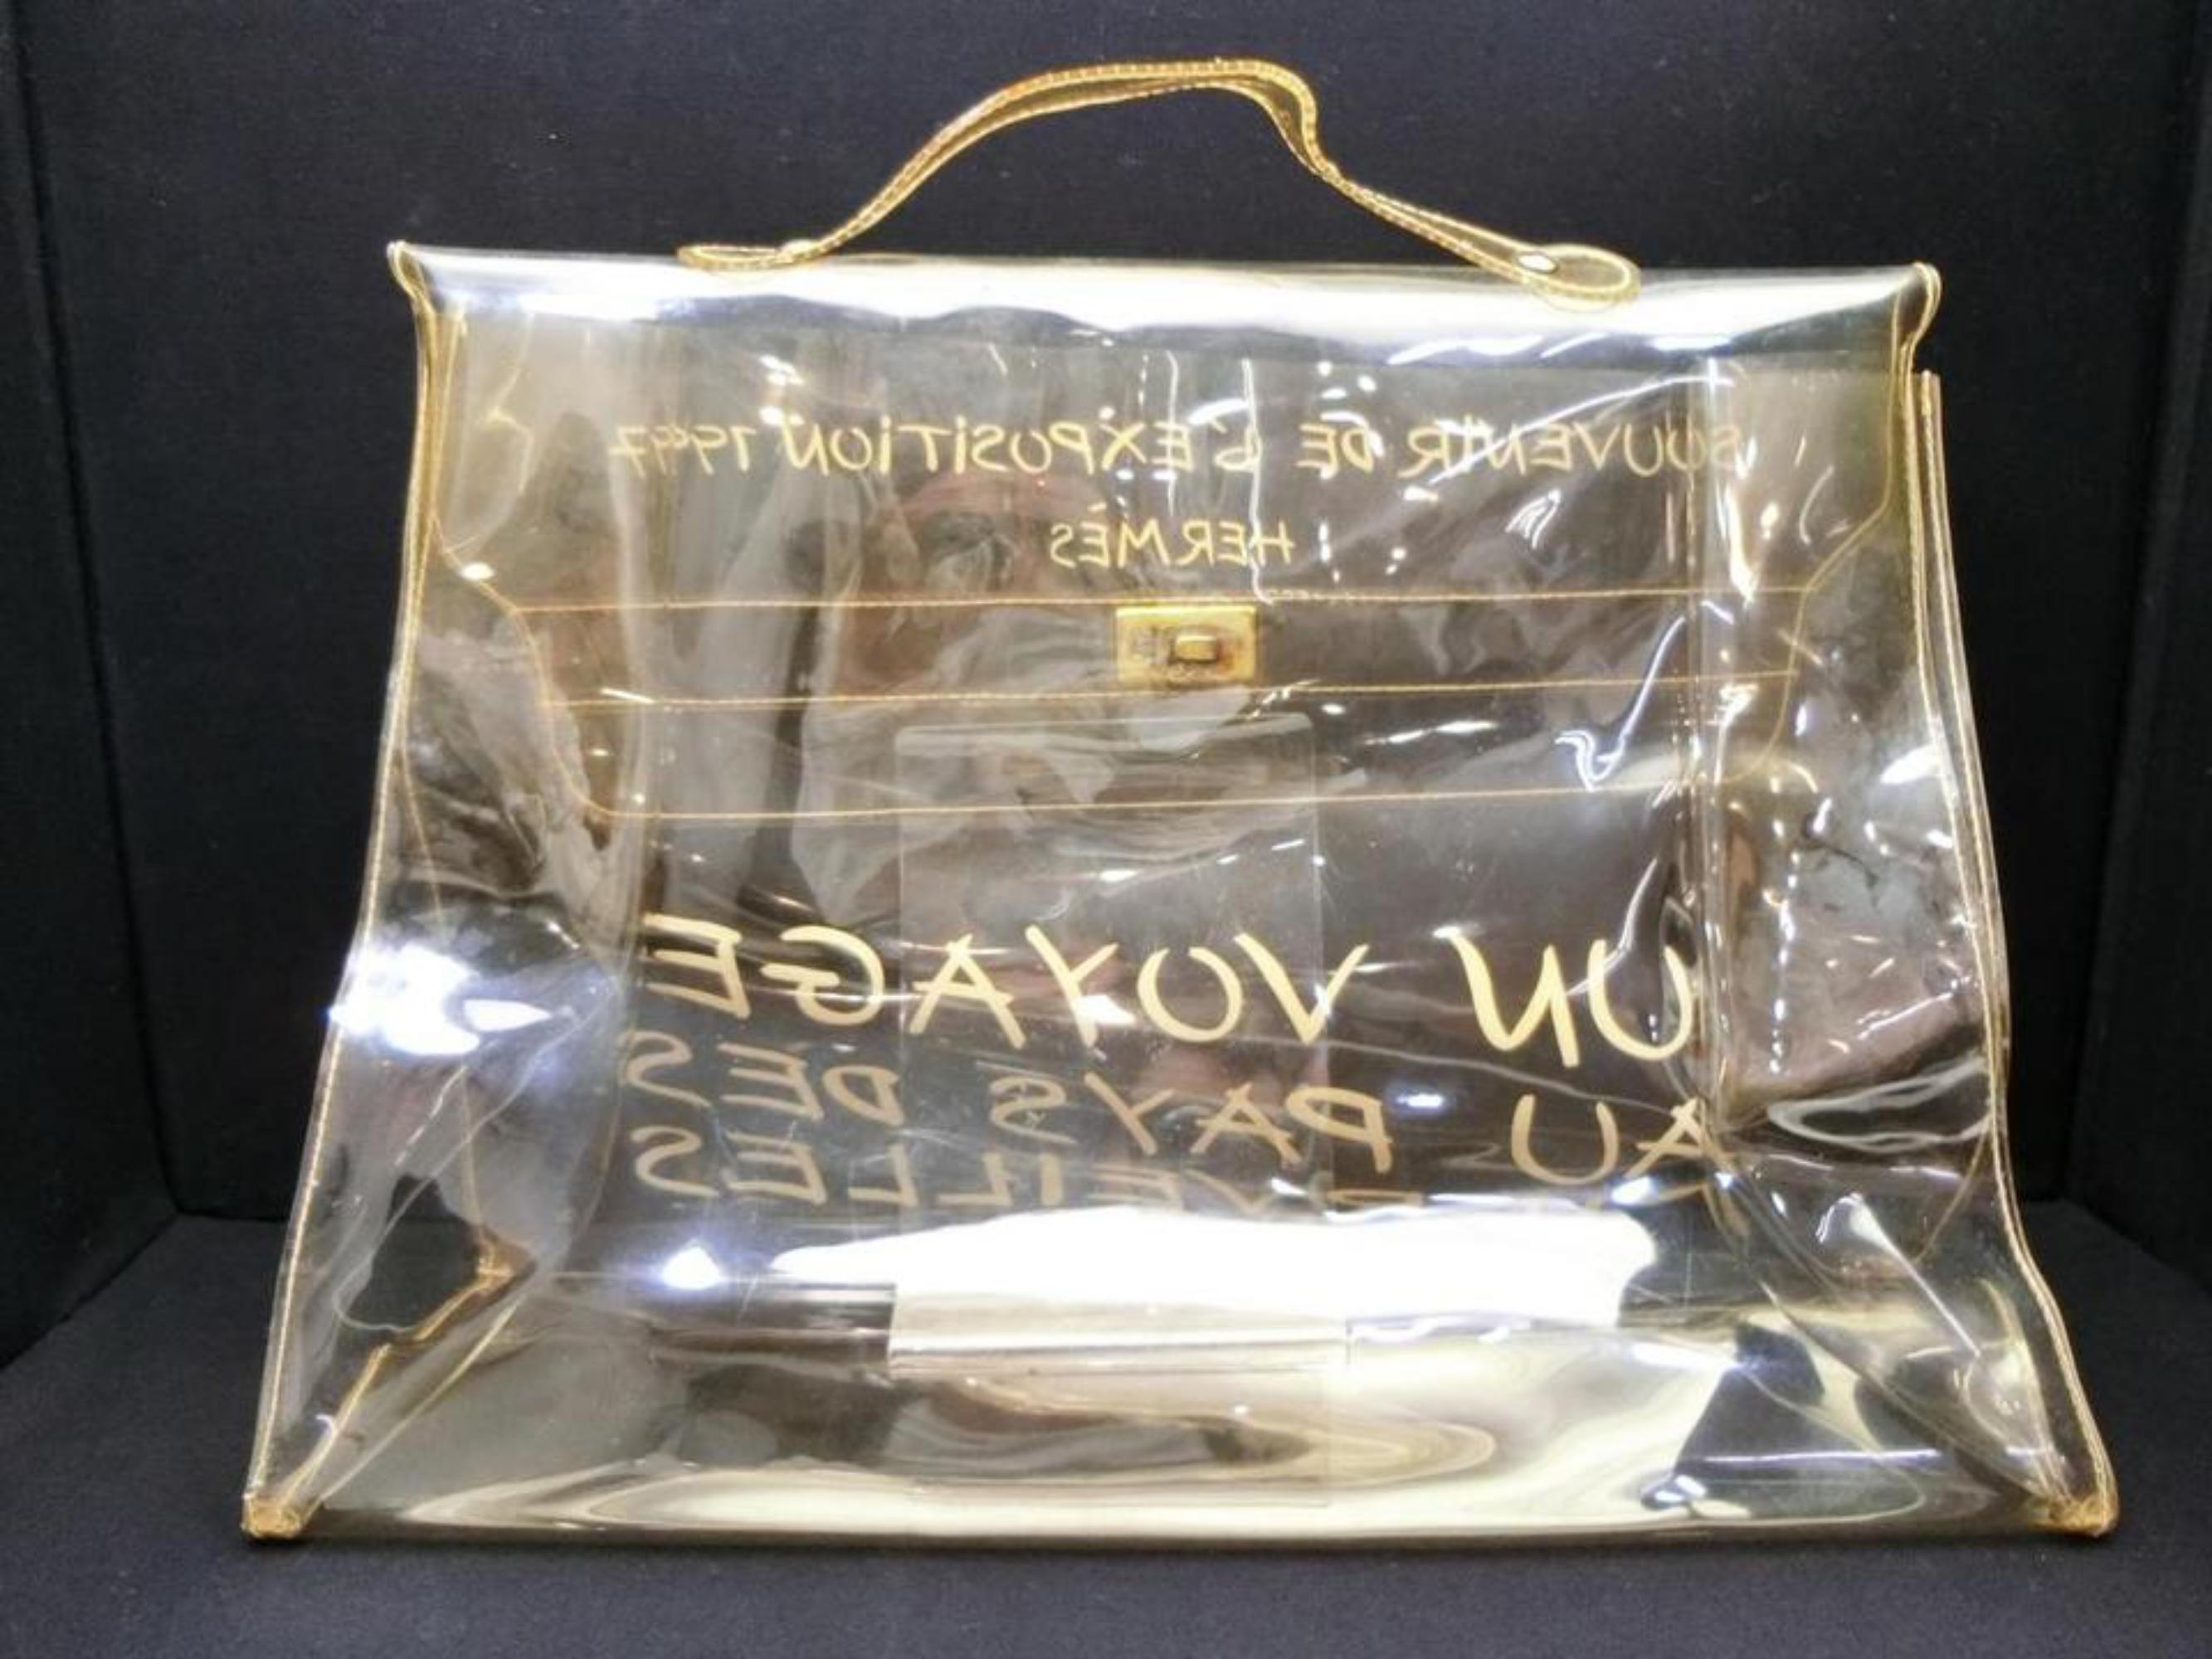 SOUVENIR DE L'EXPOSITION 1997
HERMÈS
UN VOYAGE
AU PAYS DES